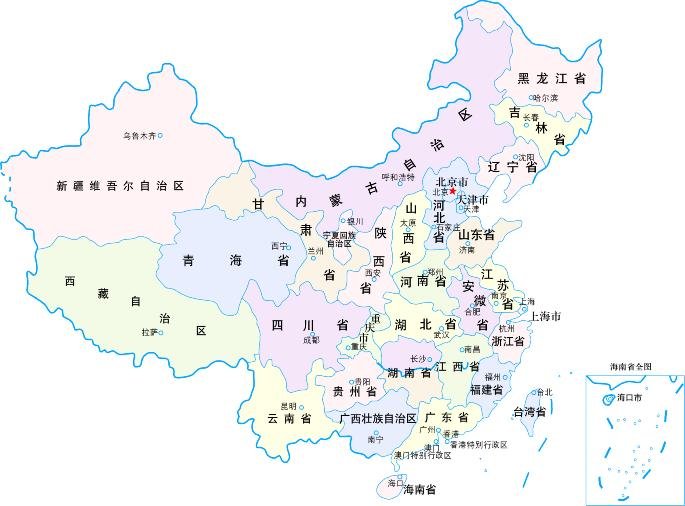 黑龙江省
哈尔滨
吉林省
长春
乌鲁木齐
沈阳
辽宁省
内蒙古自治区
呼和浩特
北京市
北京
新疆维吾尔自治区
天津市
天津
甘肃省
河北省
石家庄
山西省
太原
银川
宁夏回族
自治区
陕西省
山东省
济南
西宁
兰州
青海省
西安
郑州
河南省
江苏省
南京
西藏自治区
安微省
合肥
上海
上海市
拉萨
四川省
成都
重庆市
重庆
湖北省
武汉
杭州
浙江省
南昌
长沙
江西省
湖南省
海南省全图
海口市
贵阳
贵州省
福州
福建省
台北
台湾省
昆明
云南省
广西壮族自治区
南宁
广东省
广州
香港
香港特别行政区
澳门
澳门特别行政区
海口
海南省